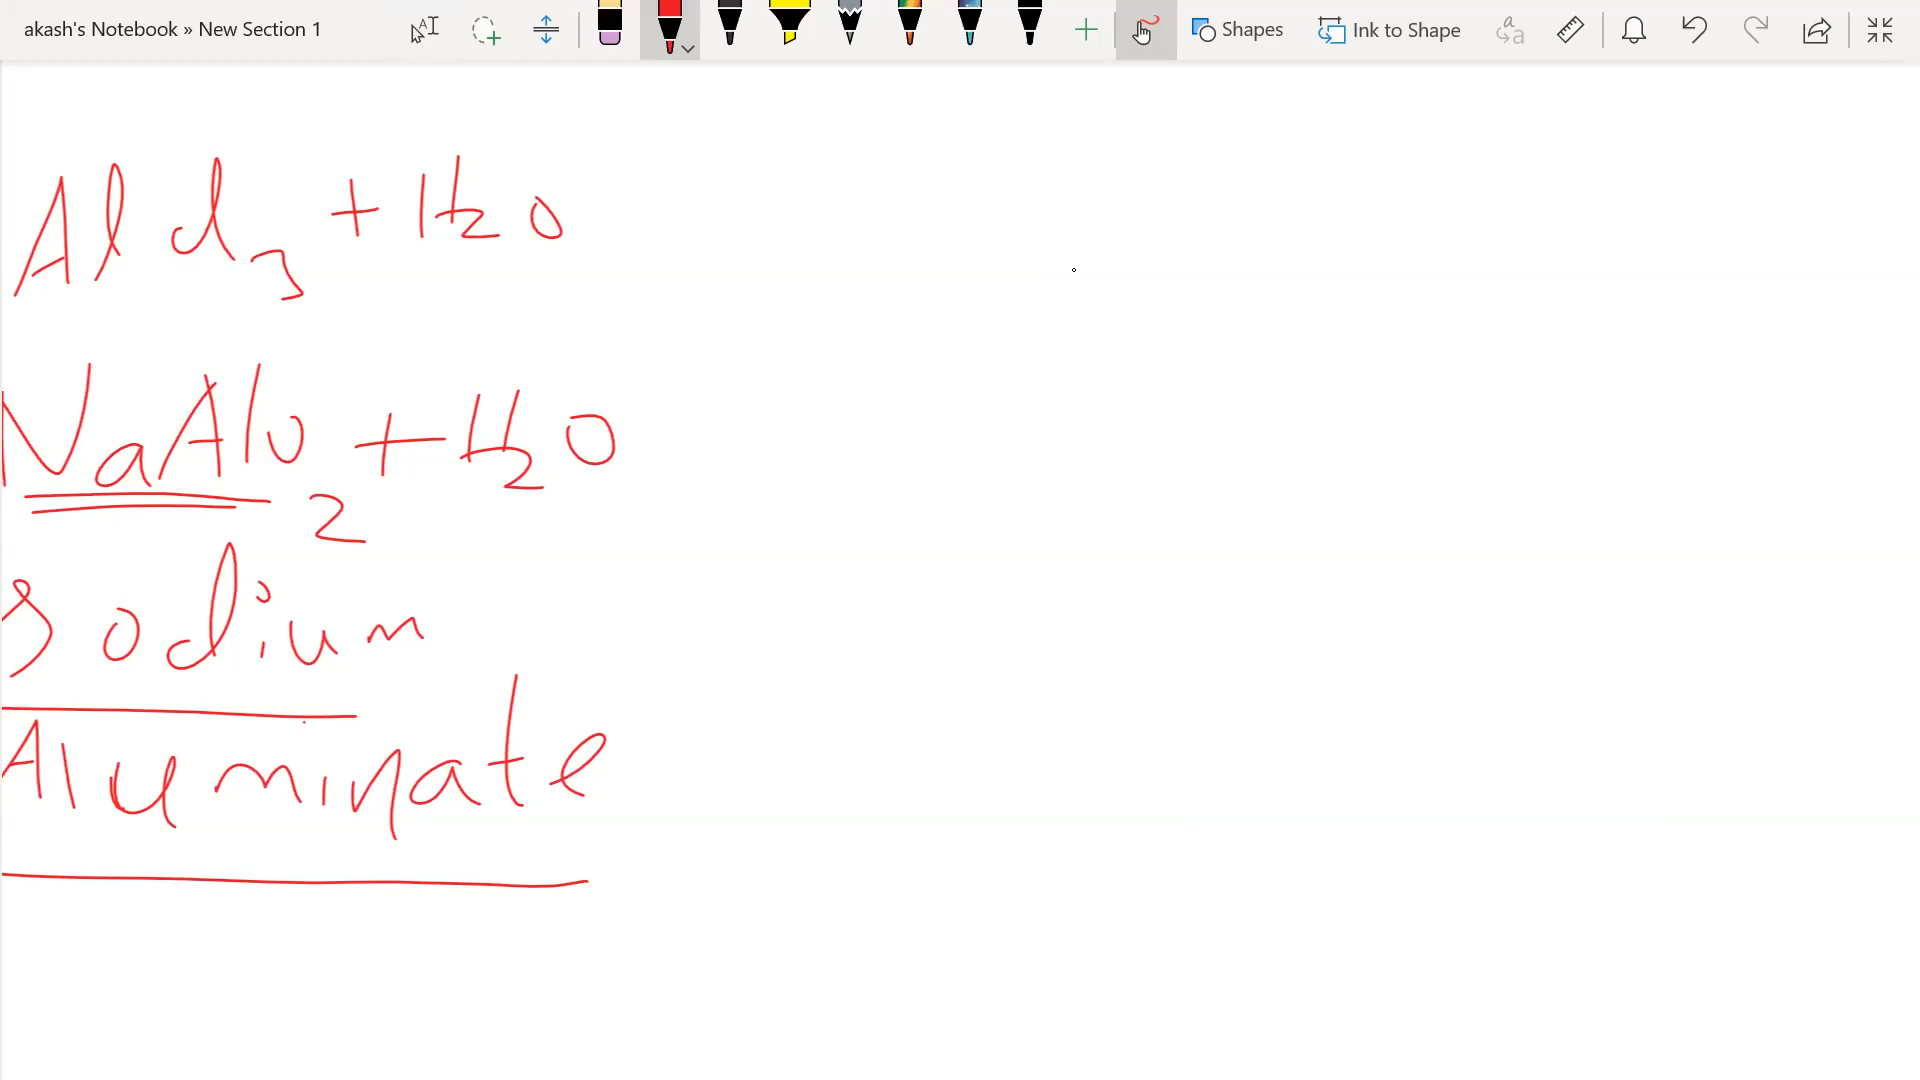 akash's Notebook » New Section 1
Shapes
Ink to Shape
AlCl₃ + H₂O
NaAlO₂ + H₂O
Sodium
Aluminate